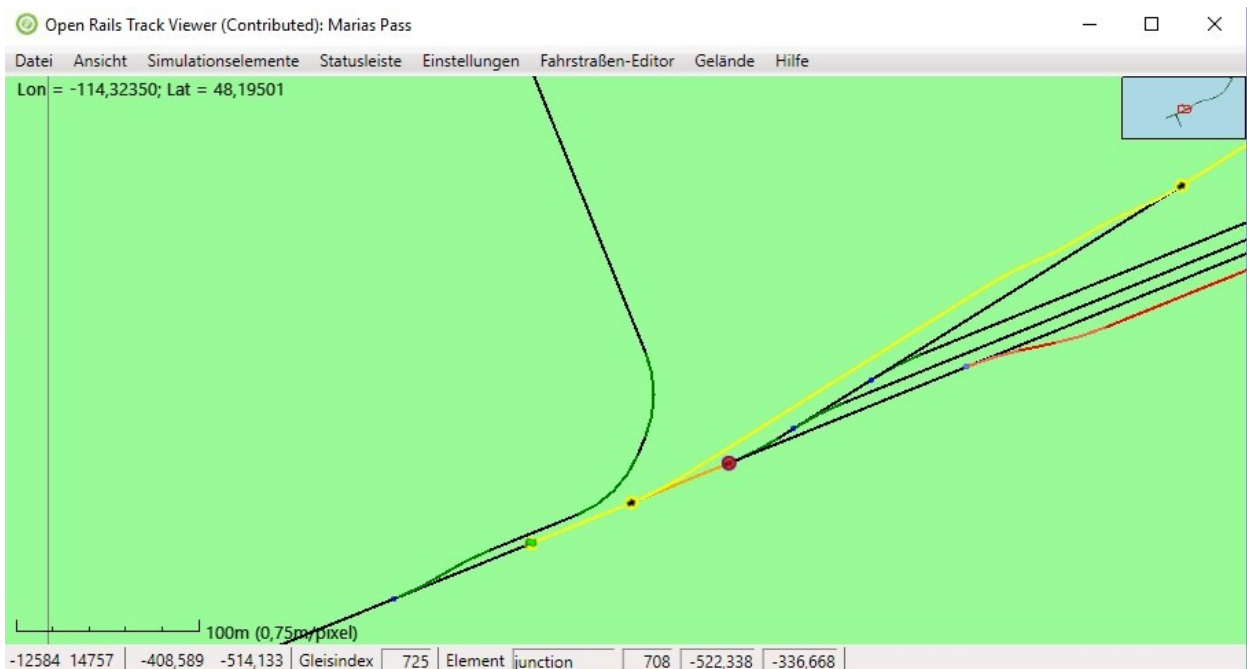 Open Rails Track Viewer (Contributed): Marias Pass
Datei Ansicht Simulationselemente Statusleiste Einstellungen Fahrstraßen-Editor Gelände Hilfe
Lon = -114,32350; Lat = 48,19501
100m (0,75m/pixel)
-12584 14757 -408,589 -514,133 Gleisindex 725 Element junction 708 -522,338 -336,668